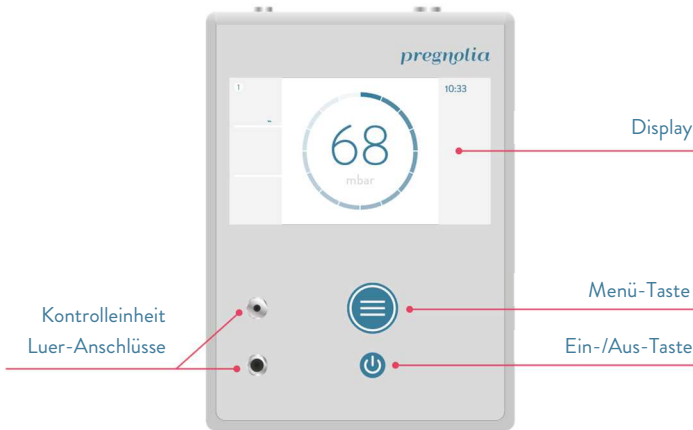 pregnolia
1
10:33
68
mbar
Display
Menü-Taste
Kontrolleinheit
Luer-Anschlüsse
Ein-/Aus-Taste